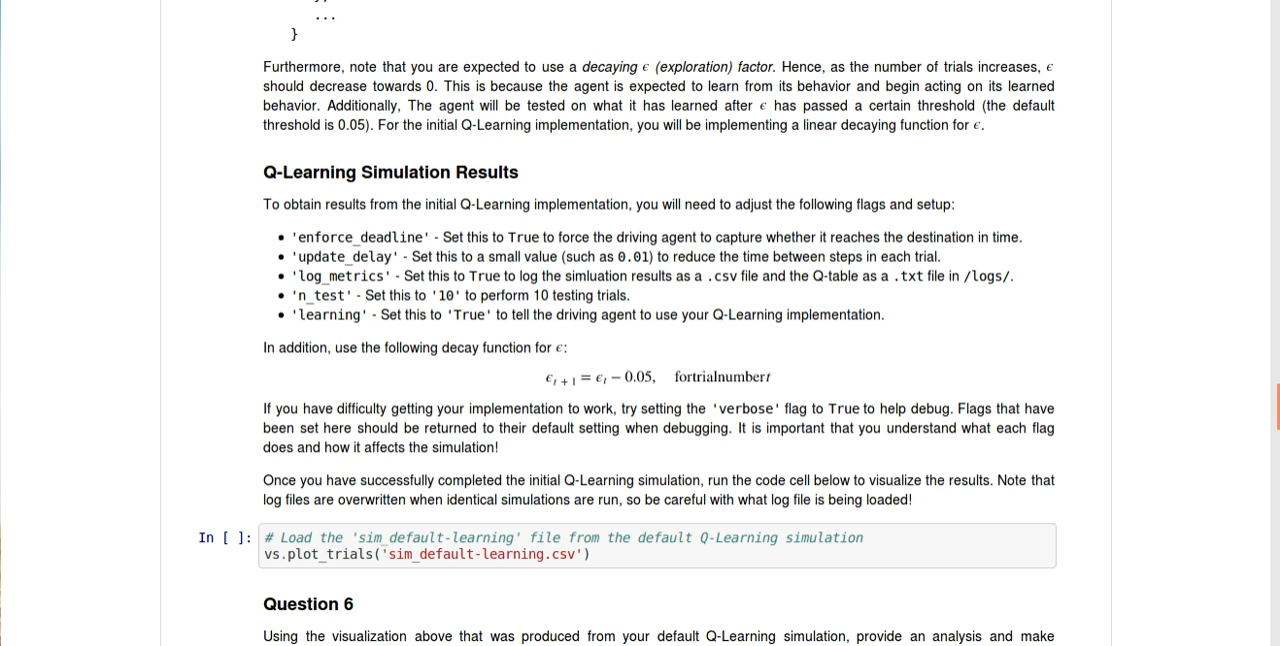 ...
}
Furthermore, note that you are expected to use a decaying ϵ (exploration) factor. Hence, as the number of trials increases, ϵ
should decrease towards 0. This is because the agent is expected to learn from its behavior and begin acting on its learned
behavior. Additionally, The agent will be tested on what it has learned after ϵ has passed a certain threshold (the default
threshold is 0.05). For the initial Q-Learning implementation, you will be implementing a linear decaying function for ϵ.
Q-Learning Simulation Results
To obtain results from the initial Q-Learning implementation, you will need to adjust the following flags and setup:
• 'enforce_deadline' - Set this to True to force the driving agent to capture whether it reaches the destination in time.
• 'update_delay' - Set this to a small value (such as 0.01) to reduce the time between steps in each trial.
• 'log_metrics' - Set this to True to log the simluation results as a .csv file and the Q-table as a .txt file in /logs/.
• 'n_test' - Set this to '10' to perform 10 testing trials.
• 'learning' - Set this to 'True' to tell the driving agent to use your Q-Learning implementation.
In addition, use the following decay function for ϵ:
ϵt + 1 = ϵt − 0.05, fortrialnumbert
If you have difficulty getting your implementation to work, try setting the 'verbose' flag to True to help debug. Flags that have
been set here should be returned to their default setting when debugging. It is important that you understand what each flag
does and how it affects the simulation!
Once you have successfully completed the initial Q-Learning simulation, run the code cell below to visualize the results. Note that
log files are overwritten when identical simulations are run, so be careful with what log file is being loaded!
In [ ]: # Load the 'sim_default-learning' file from the default Q-Learning simulation
vs.plot_trials('sim_default-learning.csv')
Question 6
Using the visualization above that was produced from your default Q-Learning simulation, provide an analysis and make